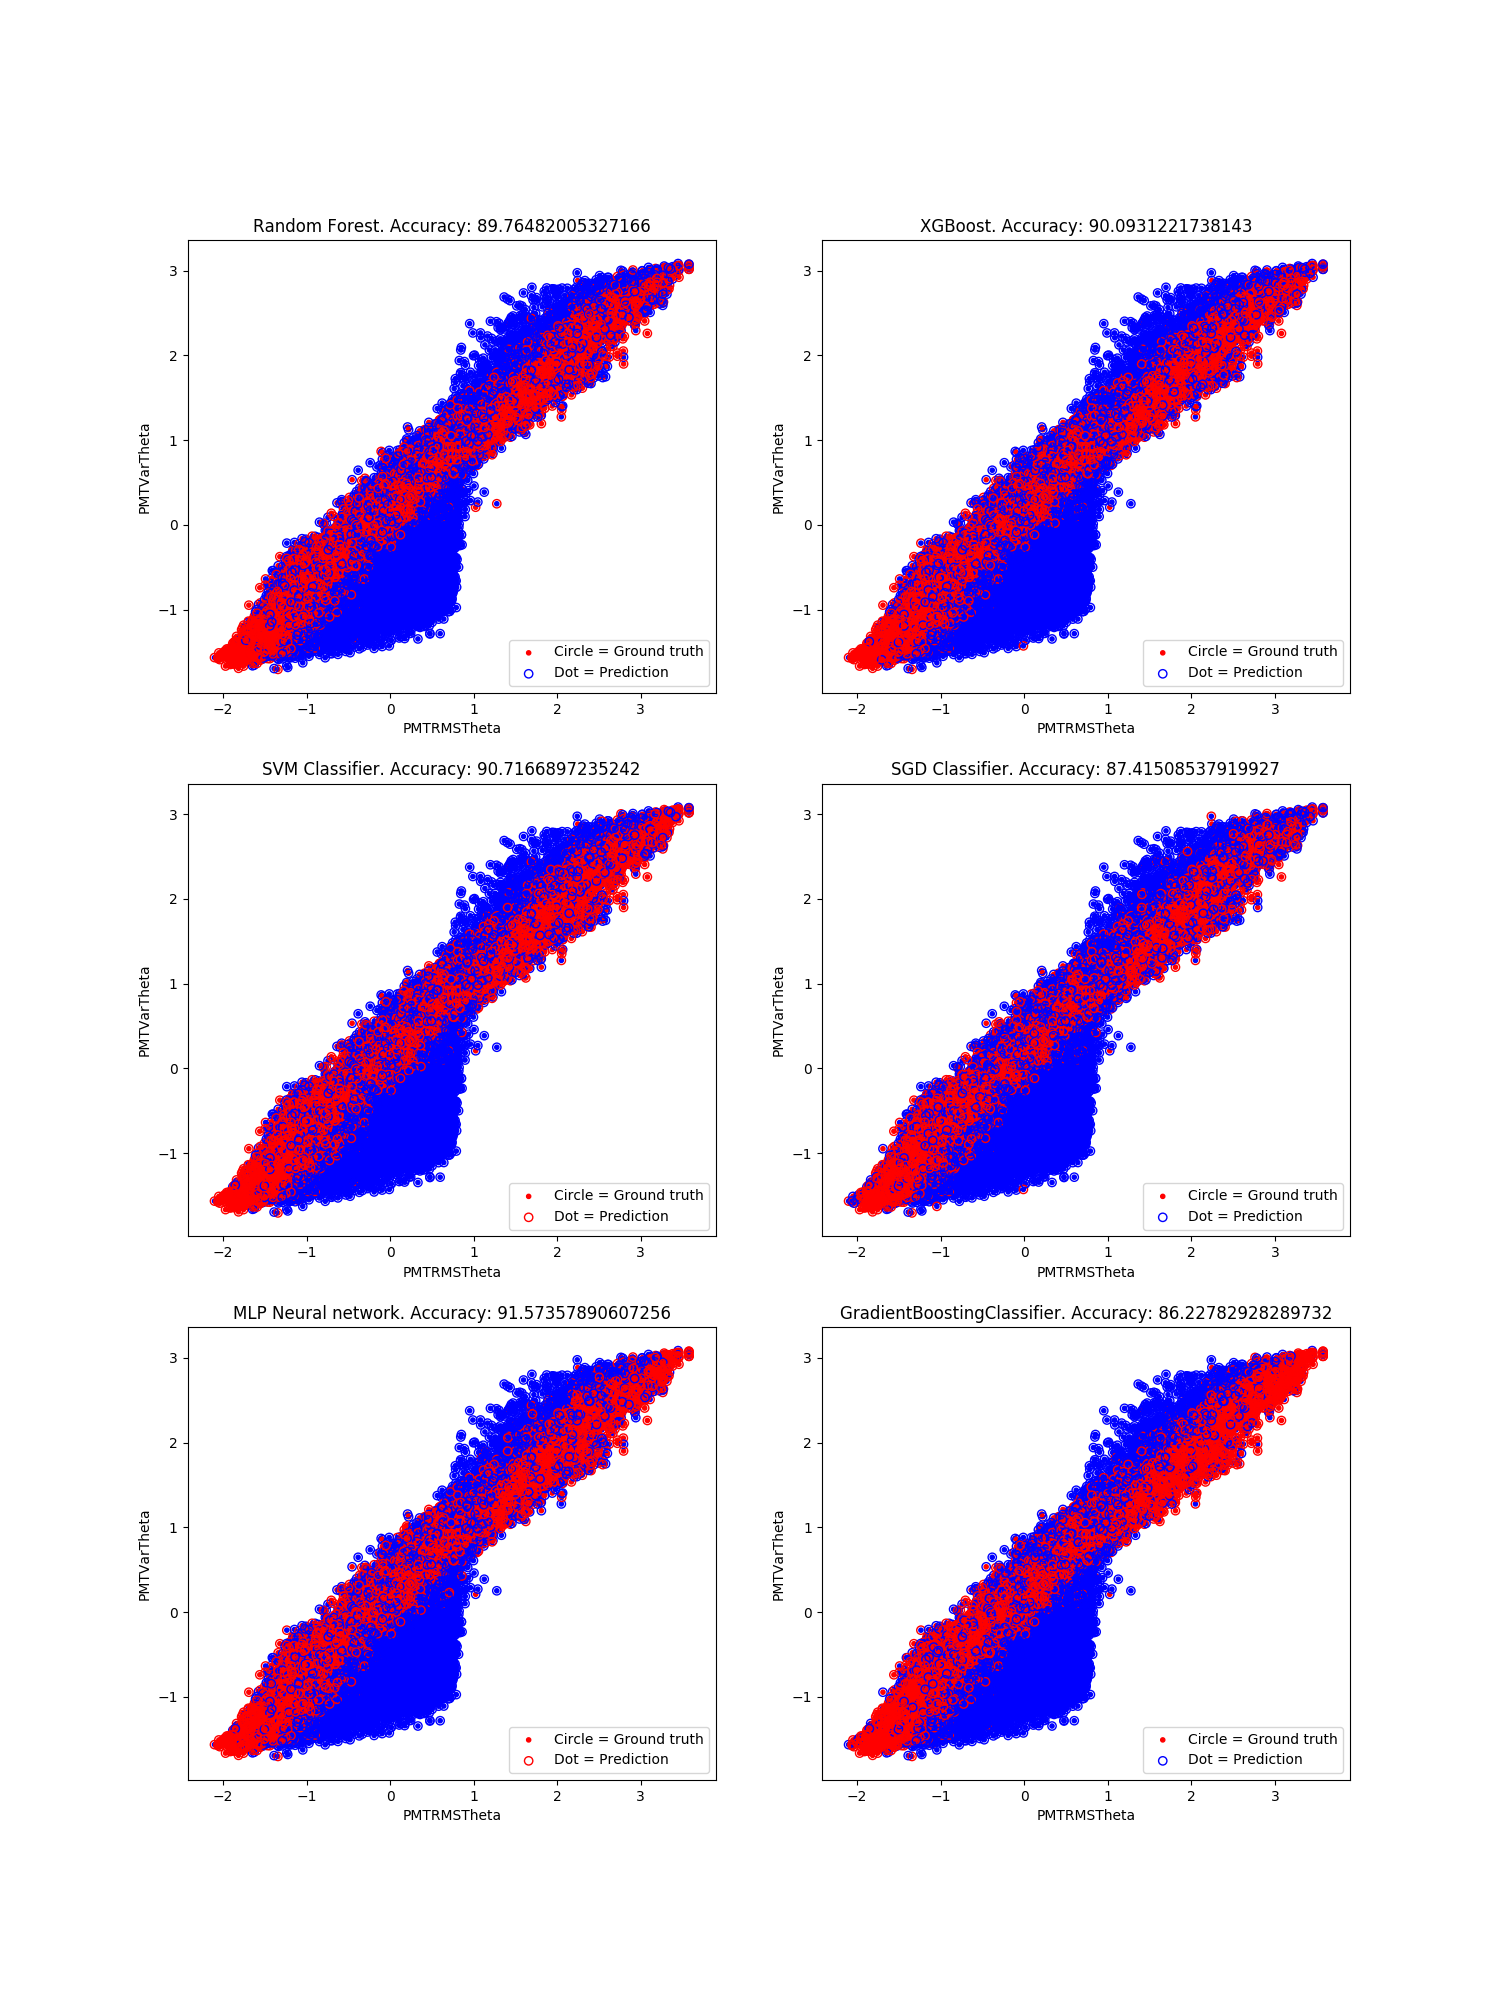 Random Forest. Accuracy: 89.76482005327166
PMTVarTheta
3
2
1
0
−1
Circle = Ground truth
Dot = Prediction
−2 −1 0 1 2 3
PMTRMSTheta
XGBoost. Accuracy: 90.0931221738143
PMTVarTheta
3
2
1
0
−1
Circle = Ground truth
Dot = Prediction
−2 −1 0 1 2 3
PMTRMSTheta
SVM Classifier. Accuracy: 90.7166897235242
PMTVarTheta
3
2
1
0
−1
Circle = Ground truth
Dot = Prediction
−2 −1 0 1 2 3
PMTRMSTheta
SGD Classifier. Accuracy: 87.41508537919927
PMTVarTheta
3
2
1
0
−1
Circle = Ground truth
Dot = Prediction
−2 −1 0 1 2 3
PMTRMSTheta
MLP Neural network. Accuracy: 91.57357890607256
PMTVarTheta
3
2
1
0
−1
Circle = Ground truth
Dot = Prediction
−2 −1 0 1 2 3
PMTRMSTheta
GradientBoostingClassifier. Accuracy: 86.22782928289732
PMTVarTheta
3
2
1
0
−1
Circle = Ground truth
Dot = Prediction
−2 −1 0 1 2 3
PMTRMSTheta